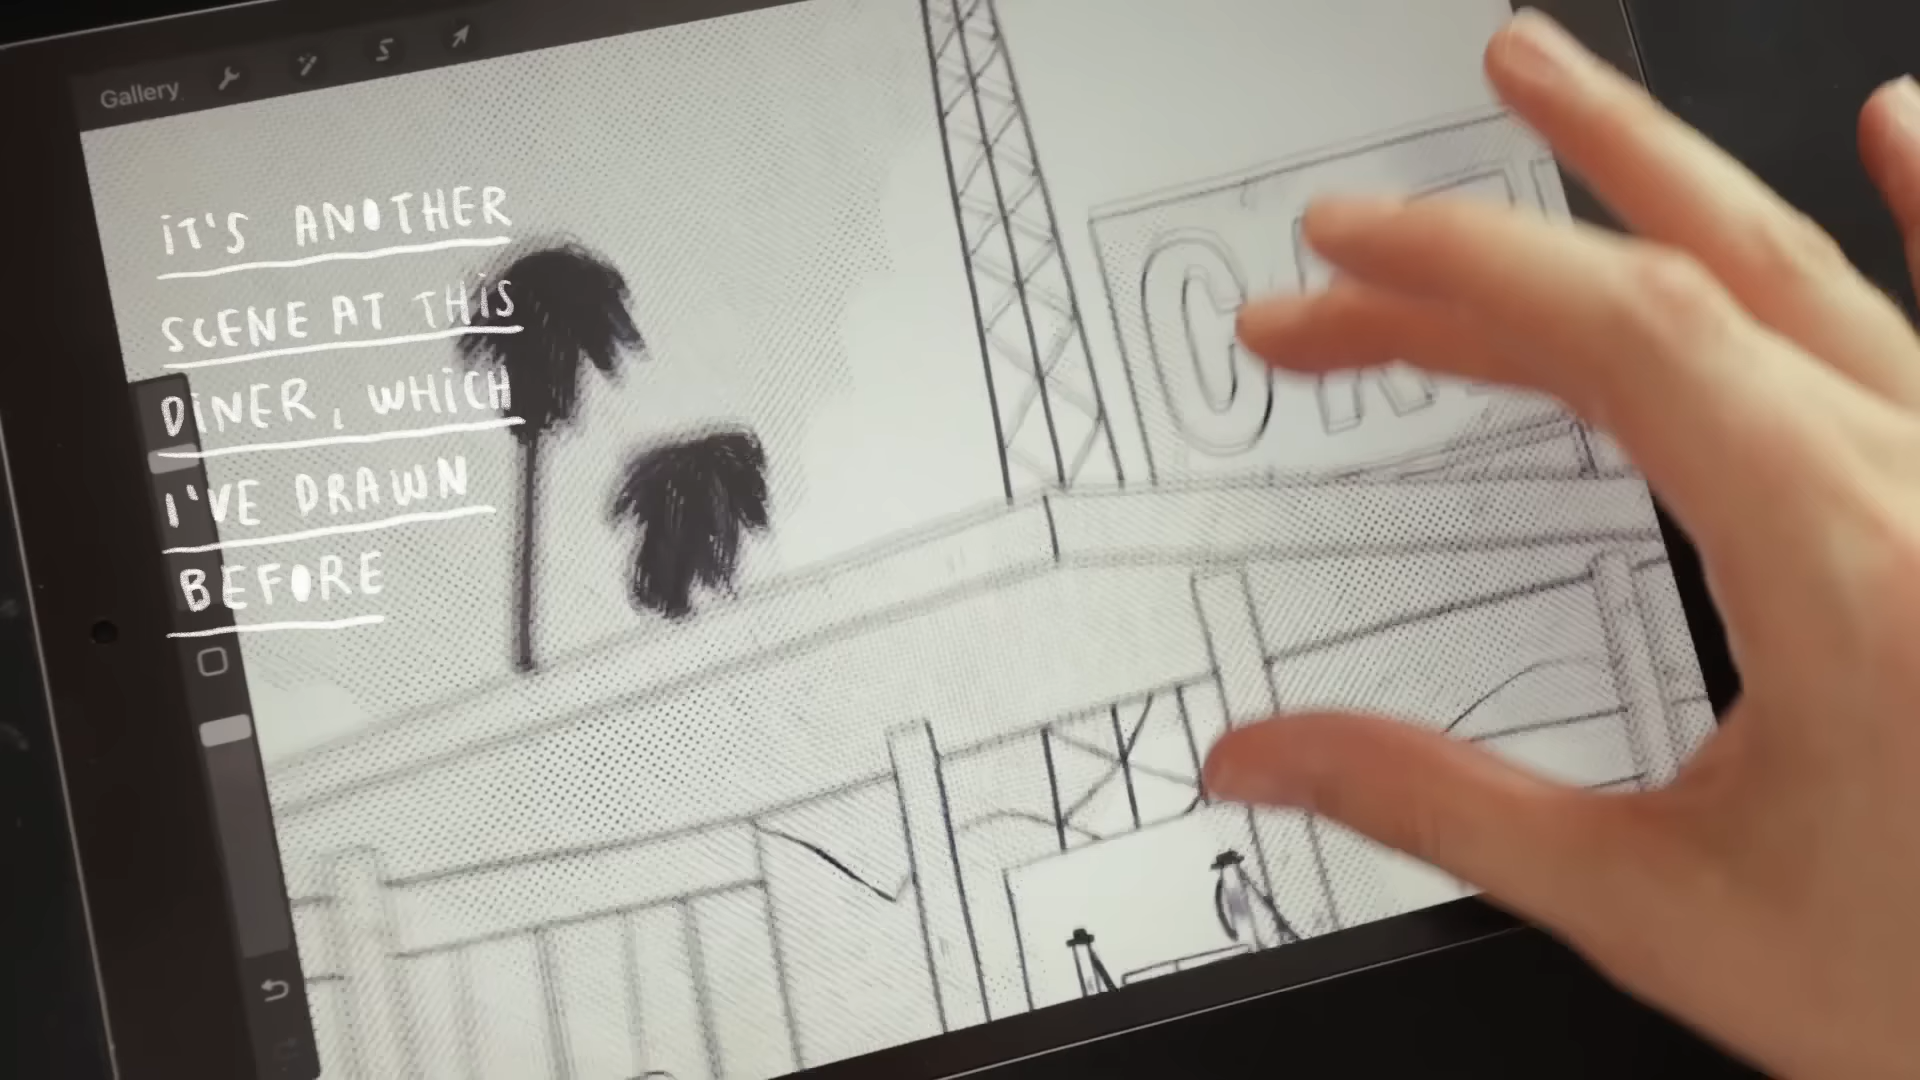 Gallery
iT'S ANOTHER
SCENE AT THiS
DiNER, WHiCH
I'VE DRAWN
BEFORE